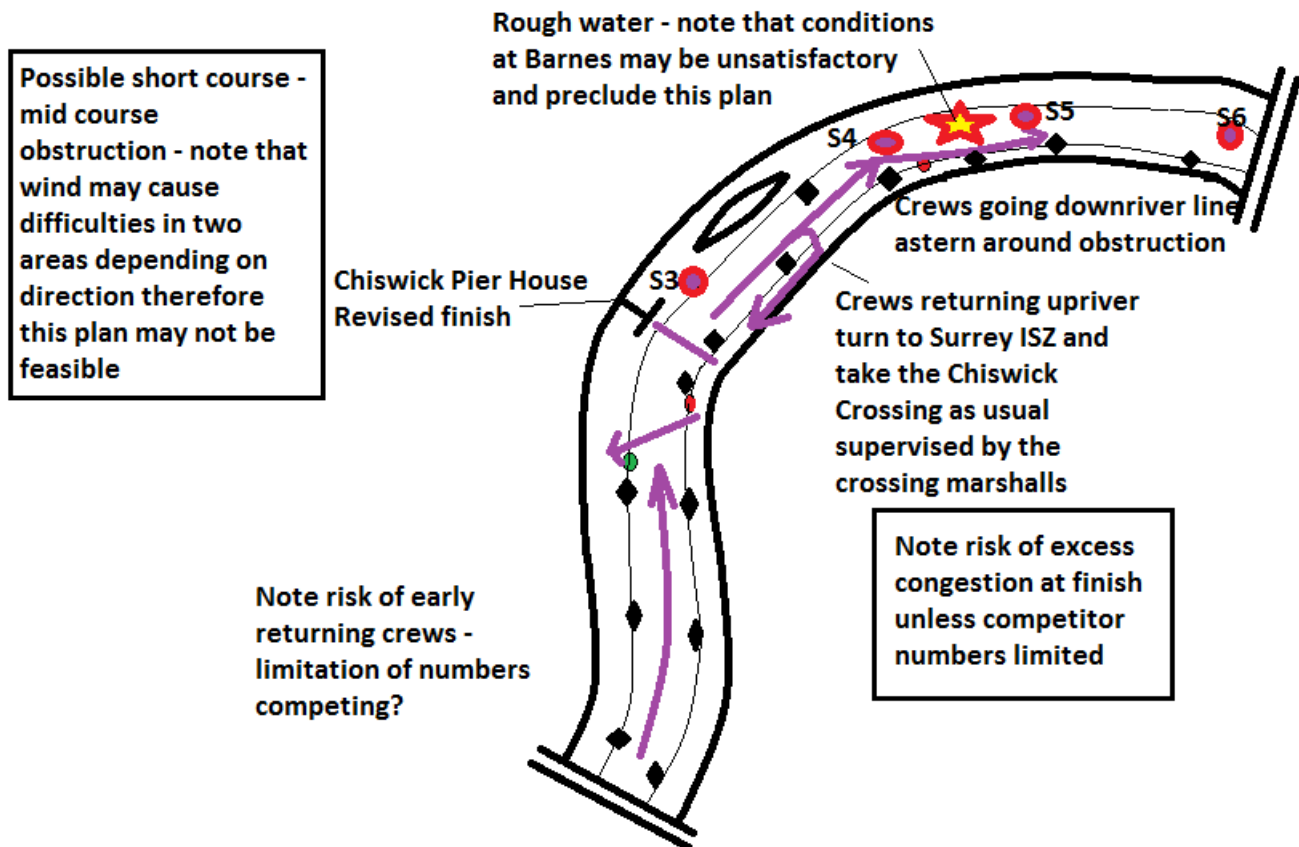 Possible short course -
mid course
obstruction - note that
wind may cause
difficulties in two
areas depending on
direction therefore
this plan may not be
feasible
Rough water - note that conditions
at Barnes may be unsatisfactory
and preclude this plan
S4
S5
S6
Crews going downriver line
astern around obstruction
S3
Chiswick Pier House
Revised finish
Crews returning upriver
turn to Surrey ISZ and
take the Chiswick
Crossing as usual
supervised by the
crossing marshalls
Note risk of excess
congestion at finish
unless competitor
numbers limited
Note risk of early
returning crews -
limitation of numbers
competing?